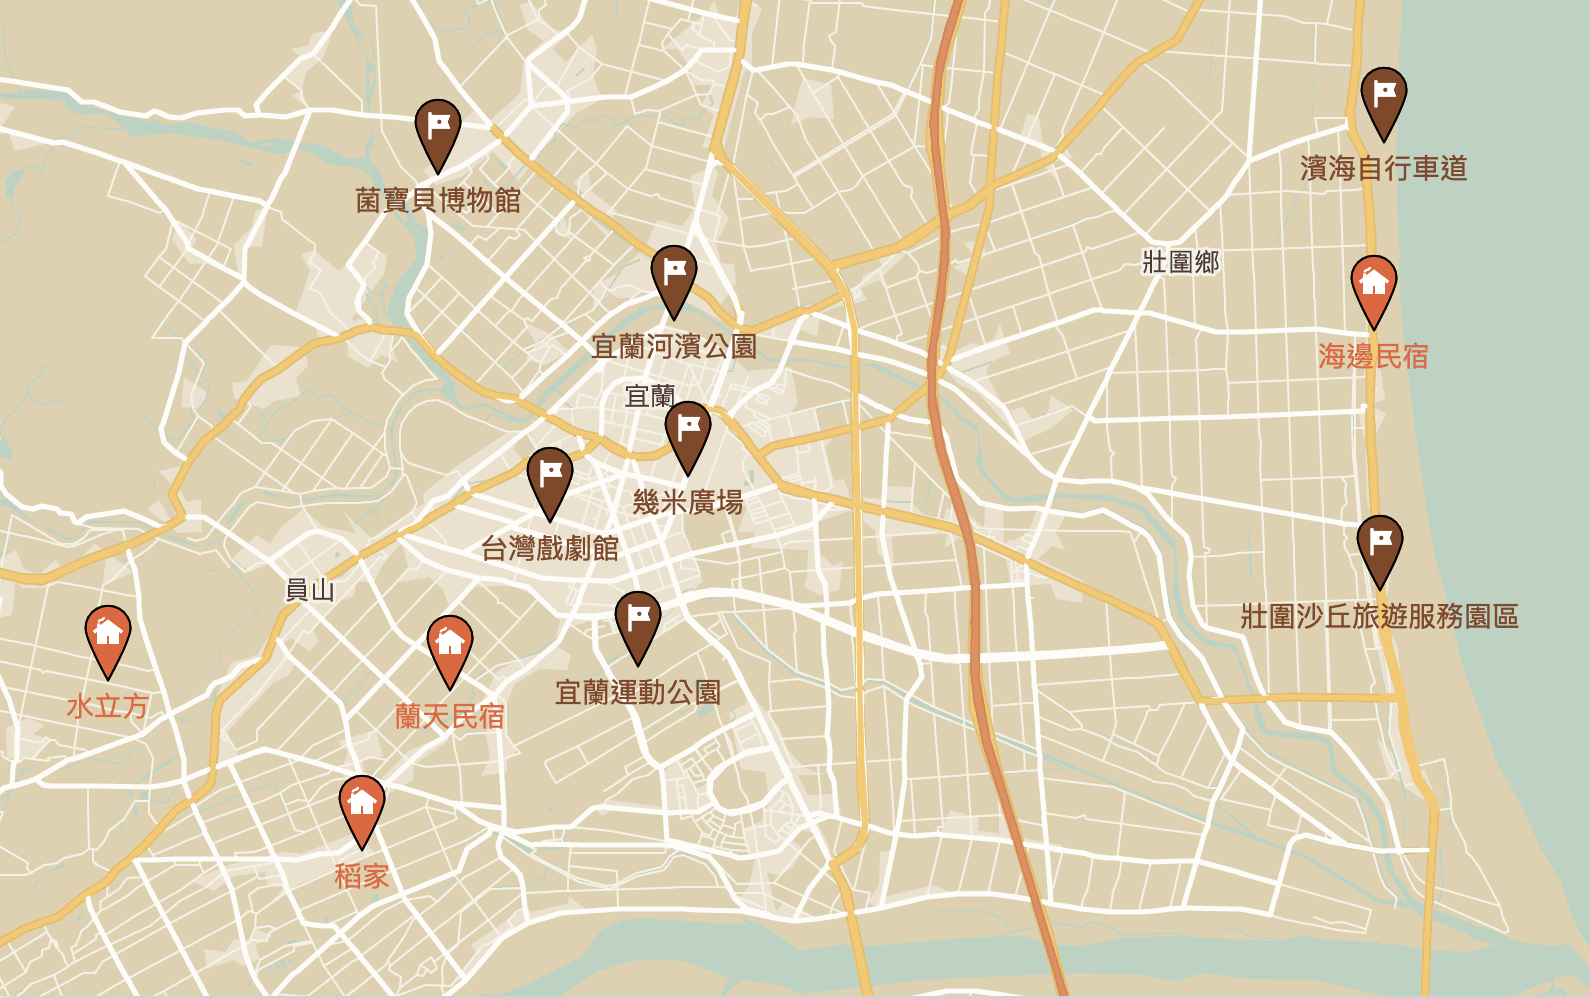 濱海自行車道
菌寶貝博物館
壯圍鄉
宜蘭河濱公園
海邊民宿
宜蘭
幾米廣場
台灣戲劇館
員山
壯圍沙丘旅遊服務園區
宜蘭運動公園
水立方
蘭天民宿
稻家